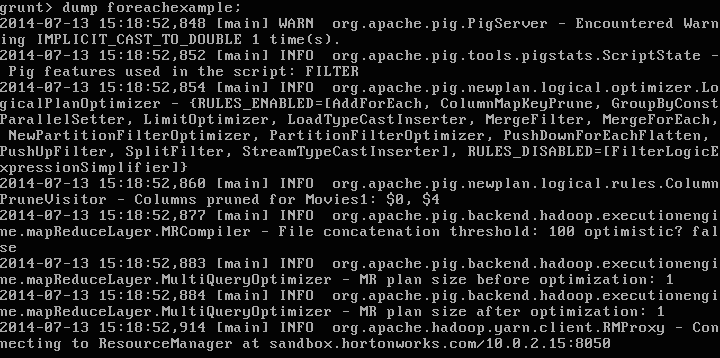 grunt> dump foreachexample;
2014-07-13 15:18:52,848 [main] WARN  org.apache.pig.PigServer - Encountered Warn
ing IMPLICIT_CAST_TO_DOUBLE 1 time(s).
2014-07-13 15:18:52,852 [main] INFO  org.apache.pig.tools.pigstats.ScriptState -
 Pig features used in the script: FILTER
2014-07-13 15:18:52,854 [main] INFO  org.apache.pig.newplan.logical.optimizer.Lo
gicalPlanOptimizer - {RULES_ENABLED=[AddForEach, ColumnMapKeyPrune, GroupByConst
ParallelSetter, LimitOptimizer, LoadTypeCastInserter, MergeFilter, MergeForEach,
 NewPartitionFilterOptimizer, PartitionFilterOptimizer, PushDownForEachFlatten,
PushUpFilter, SplitFilter, StreamTypeCastInserter], RULES_DISABLED=[FilterLogicE
xpressionSimplifier]}
2014-07-13 15:18:52,860 [main] INFO  org.apache.pig.newplan.logical.rules.Column
PruneVisitor - Columns pruned for Movies1: $0, $4
2014-07-13 15:18:52,877 [main] INFO  org.apache.pig.backend.hadoop.executionengi
ne.mapReduceLayer.MRCompiler - File concatenation threshold: 100 optimistic? fal
se
2014-07-13 15:18:52,883 [main] INFO  org.apache.pig.backend.hadoop.executionengi
ne.mapReduceLayer.MultiQueryOptimizer - MR plan size before optimization: 1
2014-07-13 15:18:52,884 [main] INFO  org.apache.pig.backend.hadoop.executionengi
ne.mapReduceLayer.MultiQueryOptimizer - MR plan size after optimization: 1
2014-07-13 15:18:52,914 [main] INFO  org.apache.hadoop.yarn.client.RMProxy - Con
necting to ResourceManager at sandbox.hortonworks.com/10.0.2.15:8050